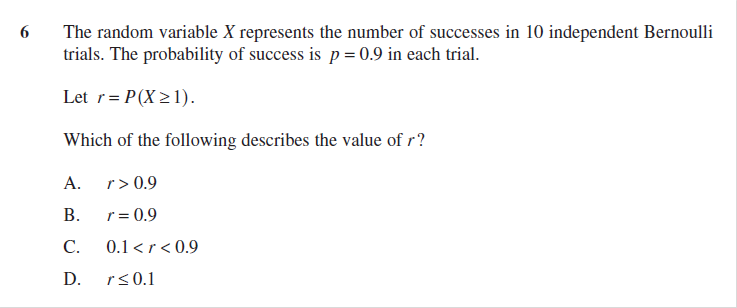 6 The random variable X represents the number of successes in 10 independent Bernoulli
trials. The probability of success is p = 0.9 in each trial.
Let r = P(X ≥ 1).
Which of the following describes the value of r?
A. r > 0.9
B. r = 0.9
C. 0.1 < r < 0.9
D. r ≤ 0.1